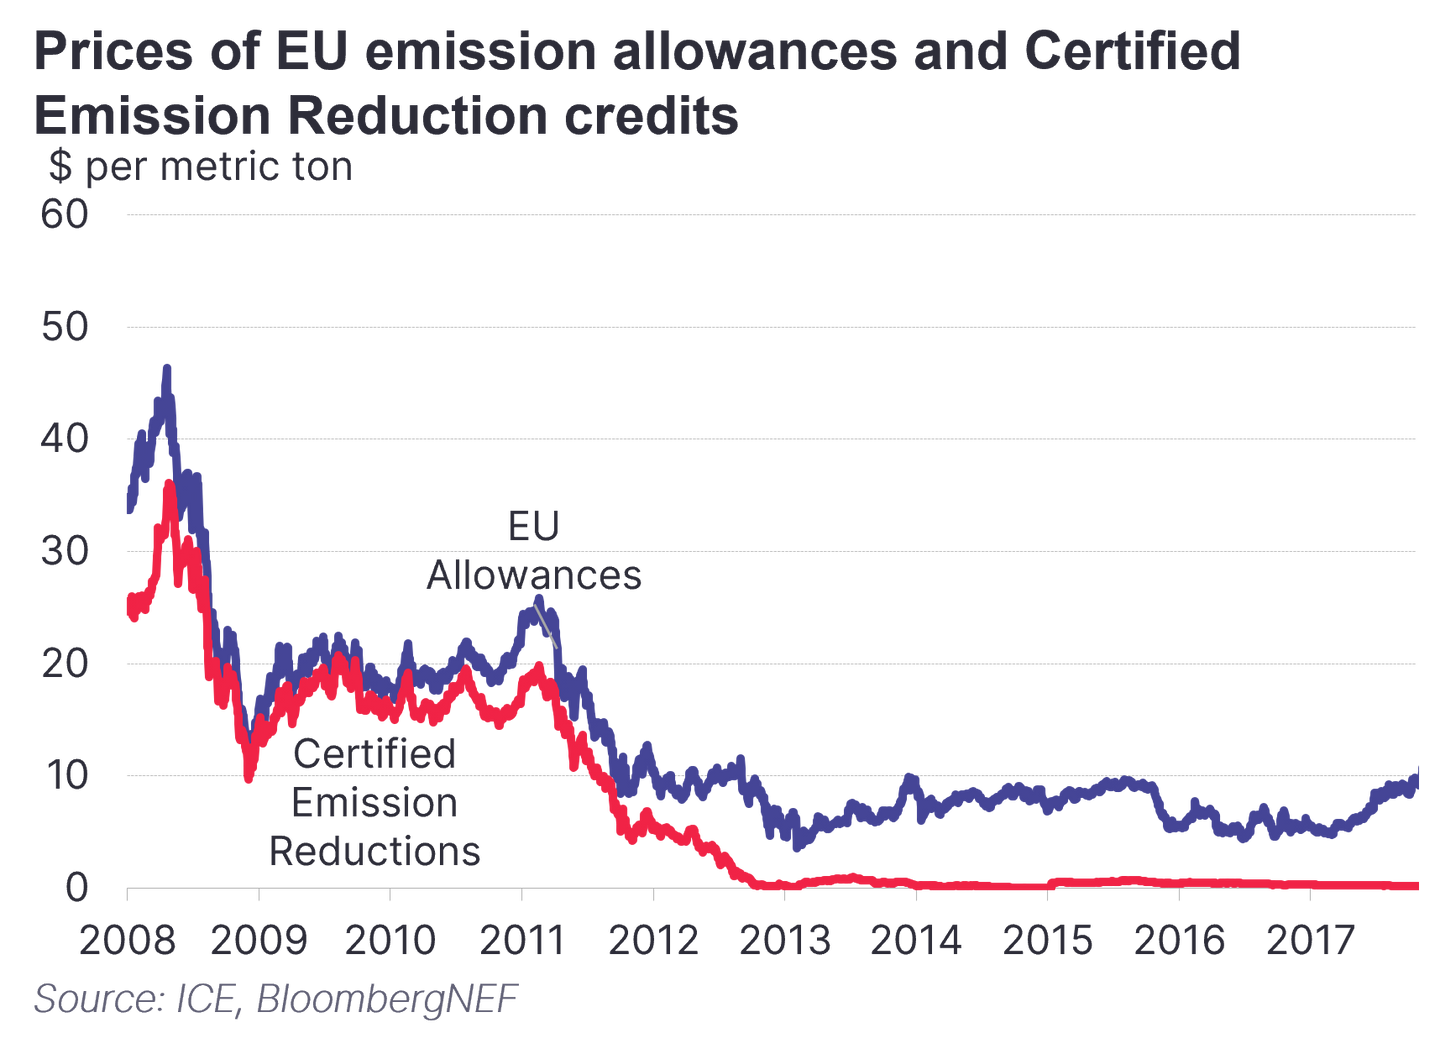 Prices of EU emission allowances and Certified
Emission Reduction credits
$ per metric ton
60
50
40
30
20
10
0
EU
Allowances
Certified
Emission
Reductions
2008 2009 2010 2011 2012 2013 2014 2015 2016 2017
Source: ICE, BloombergNEF